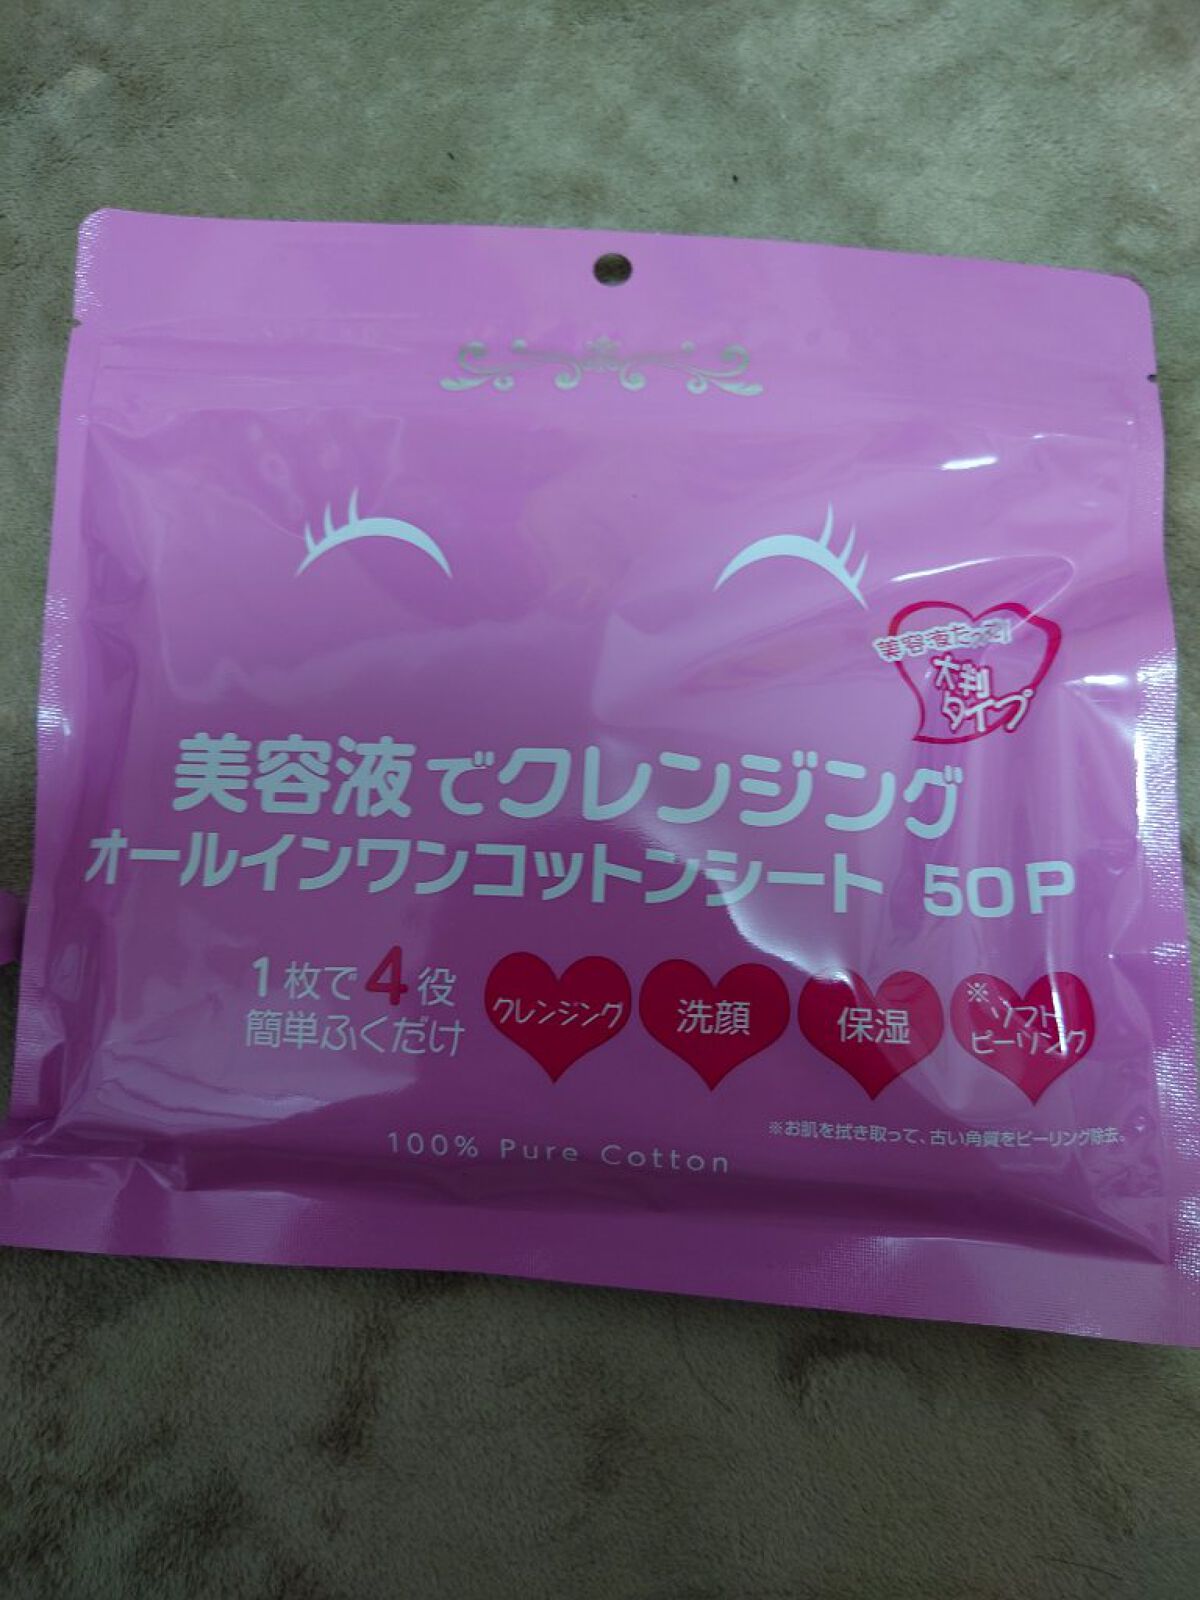 美容液たっぷり
大判
タイプ
美容液でクレンジング
オールインワンコットンシート 50P
1枚で4役
簡単ふくだけ
クレンジング
洗顔
保湿
※ソフト
ピーリング
※お肌を拭き取って、古い角質をピーリング除去。
100% Pure Cotton